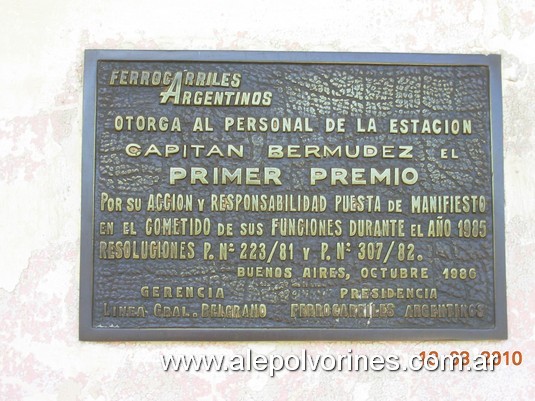 FERROCARRILES
ARGENTINOS
OTORGA AL PERSONAL DE LA ESTACION
CAPITAN BERMUDEZ EL
PRIMER PREMIO
POR SU ACCION Y RESPONSABILIDAD PUESTA DE MANIFIESTO
EN EL COMETIDO DE SUS FUNCIONES DURANTE EL AÑO 1985
RESOLUCIONES P. Nº 223/81 Y P. Nº 307/82.
BUENOS AIRES, OCTUBRE 1986
GERENCIA PRESIDENCIA
LINEA GRAL. BELGRANO FERROCARRILES ARGENTINOS
www.alepolvorines.com.ar
2010